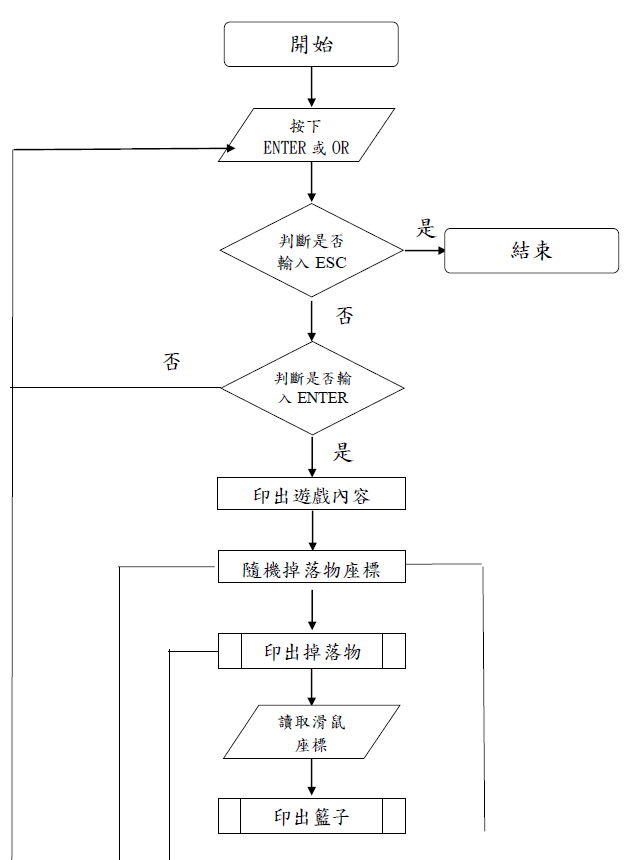 開始
按下
ENTER 或 OR
判斷是否
輸入 ESC
是
結束
否
判斷是否輸
入 ENTER
否
是
印出遊戲內容
隨機掉落物座標
印出掉落物
讀取滑鼠
座標
印出籃子